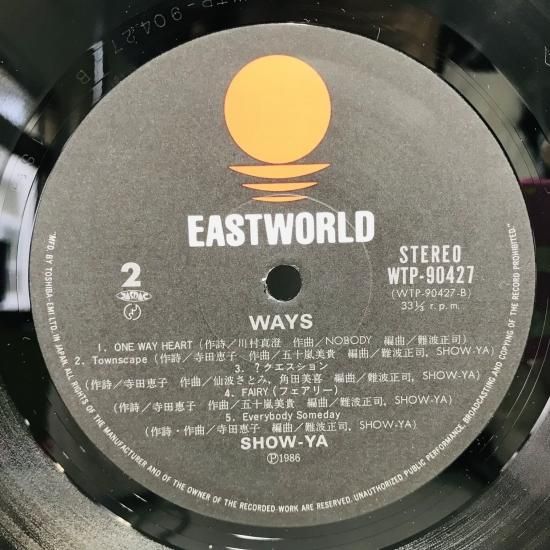 WTP-90427 B
EASTWORLD
2
STEREO
WTP-90427
(WTP-90427-B)
33⅓ r.p.m.
WAYS
1. ONE WAY HEART (作詩/川村真澄 作曲/NOBODY 編曲/難波正司)
2. Townscape (作詩/寺田恵子 作曲/五十嵐美貴 編曲/難波正司, SHOW-YA)
3. ?クエスション
(作詩/寺田恵子 作曲/仙波さとみ, 角田美喜 編曲/難波正司, SHOW-YA)
4. FAIRY (フェアリー)
(作詩/寺田恵子 作曲/五十嵐美貴 編曲/難波正司, SHOW-YA)
5. Everybody Someday
(作詩・作曲/寺田恵子 編曲/難波正司, SHOW-YA)
SHOW-YA
Ⓟ1986
"MFD. BY TOSHIBA-EMI LTD. IN JAPAN ALL RIGHTS OF THE MANUFACTURER AND OF THE OWNER OF THE RECORDED WORK ARE RESERVED. UNAUTHORIZED PUBLIC PERFORMANCE, BROADCASTING AND COPYING OF THE RECORDS PROHIBITED."